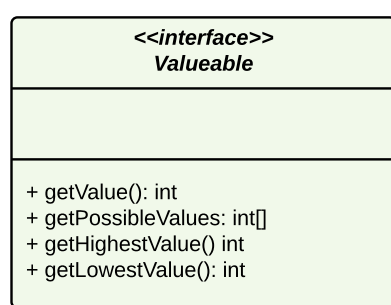 <<interface>>
Valueable
+ getValue(): int
+ getPossibleValues: int[]
+ getHighestValue() int
+ getLowestValue(): int